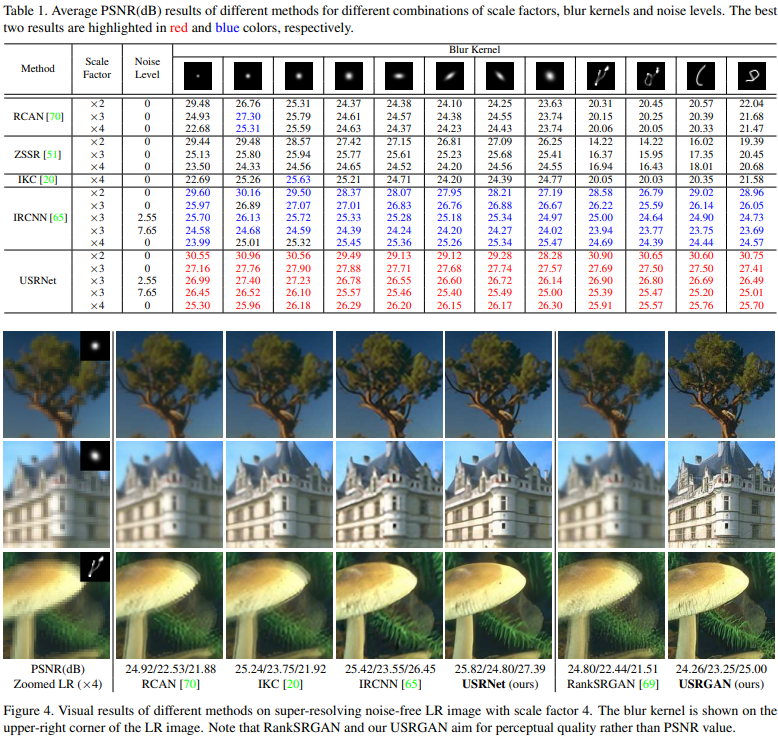 Table 1. Average PSNR(dB) results of different methods for different combinations of scale factors, blur kernels and noise levels. The best
two results are highlighted in red and blue colors, respectively.
Method Scale Factor Noise Level Blur Kernel
RCAN [70] ×2 0 29.48 26.76 25.31 24.37 24.38 24.10 24.25 23.63 20.31 20.45 20.57 22.04
×3 0 24.93 27.30 25.79 24.61 24.57 24.38 24.55 23.74 20.15 20.25 20.39 21.68
×4 0 22.68 25.31 25.59 24.63 24.37 24.23 24.43 23.74 20.06 20.05 20.33 21.47
ZSSR [51] ×2 0 29.44 29.48 28.57 27.42 27.15 26.81 27.09 26.25 14.22 14.22 16.02 19.39
×3 0 25.13 25.80 25.94 25.77 25.61 25.23 25.68 25.41 16.37 15.95 17.35 20.45
×4 0 23.50 24.33 24.56 24.65 24.52 24.20 24.56 24.55 16.94 16.43 18.01 20.68
IKC [20] ×4 0 22.69 25.26 25.63 25.21 24.71 24.20 24.39 24.77 20.05 20.03 20.35 21.58
IRCNN [65] ×2 0 29.60 30.16 29.50 28.37 28.07 27.95 28.21 27.19 28.58 26.79 29.02 28.96
×3 0 25.97 26.89 27.07 27.01 26.83 26.76 26.88 26.67 26.22 25.59 26.14 26.05
×3 2.55 25.70 26.13 25.72 25.33 25.28 25.18 25.34 24.97 25.00 24.64 24.90 24.73
×3 7.65 24.58 24.68 24.59 24.39 24.24 24.20 24.27 24.02 23.94 23.77 23.75 23.69
×4 0 23.99 25.01 25.32 25.45 25.36 25.26 25.34 25.47 24.69 24.39 24.44 24.57
USRNet ×2 0 30.55 30.96 30.56 29.49 29.13 29.12 29.28 28.28 30.90 30.65 30.60 30.75
×3 0 27.16 27.76 27.90 27.88 27.71 27.68 27.74 27.57 27.69 27.50 27.50 27.41
×3 2.55 26.99 27.40 27.23 26.78 26.55 26.60 26.72 26.14 26.90 26.80 26.69 26.49
×3 7.65 26.45 26.52 26.10 25.57 25.46 25.40 25.49 25.00 25.39 25.47 25.20 25.01
×4 0 25.30 25.96 26.18 26.29 26.20 26.15 26.17 26.30 25.91 25.57 25.76 25.70
PSNR(dB) 24.92/22.53/21.88 25.24/23.75/21.92 25.42/23.55/26.45 25.82/24.80/27.39 24.80/22.44/21.51 24.26/23.25/25.00
Zoomed LR (×4) RCAN [70] IKC [20] IRCNN [65] USRNet (ours) RankSRGAN [69] USRGAN (ours)
Figure 4. Visual results of different methods on super-resolving noise-free LR image with scale factor 4. The blur kernel is shown on the
upper-right corner of the LR image. Note that RankSRGAN and our USRGAN aim for perceptual quality rather than PSNR value.